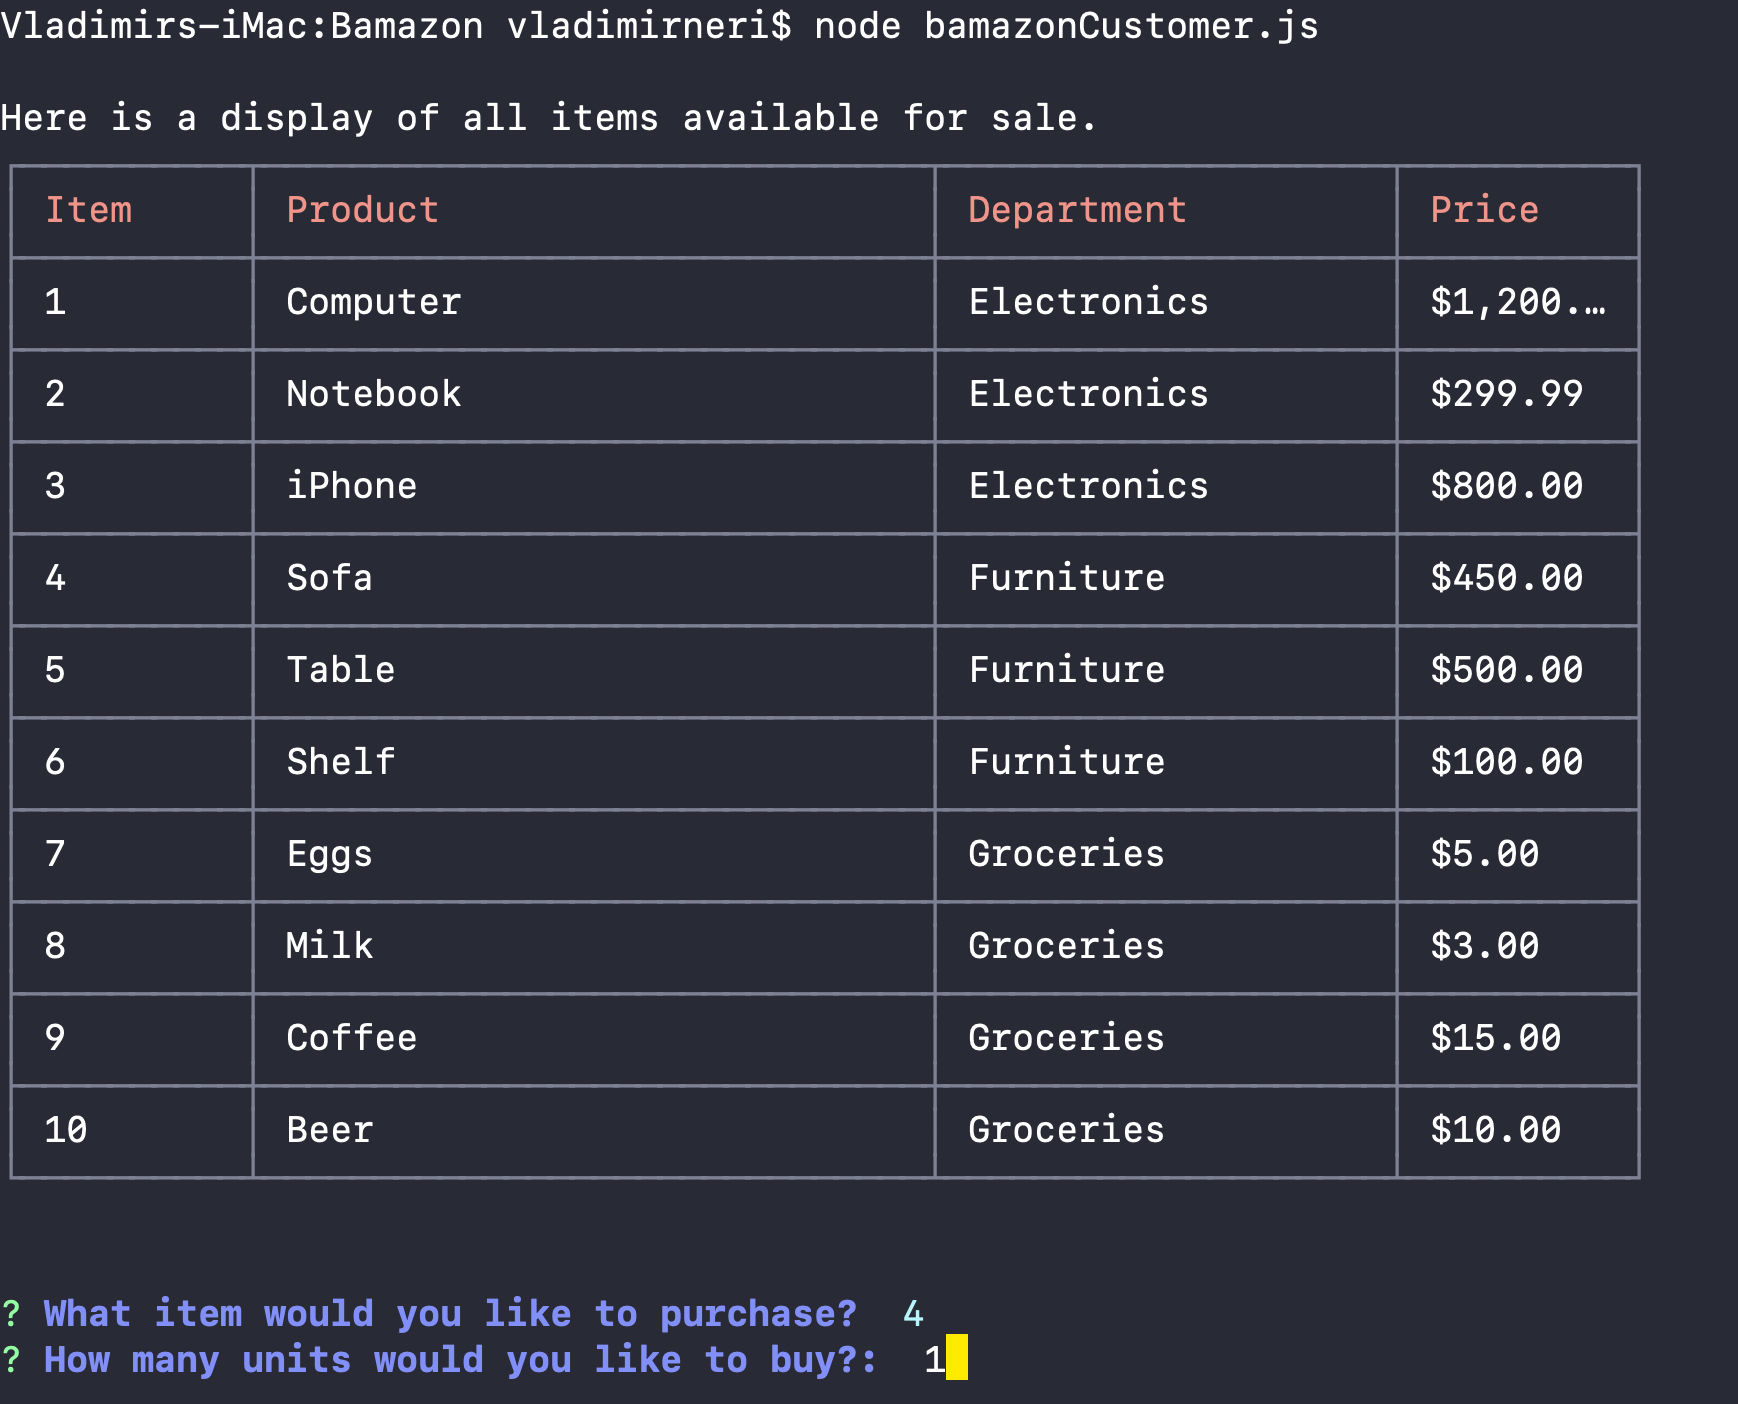 Vladimirs-iMac:Bamazon vladimirneri$ node bamazonCustomer.js
Here is a display of all items available for sale.
Item Product Department Price
1 Computer Electronics $1,200.…
2 Notebook Electronics $299.99
3 iPhone Electronics $800.00
4 Sofa Furniture $450.00
5 Table Furniture $500.00
6 Shelf Furniture $100.00
7 Eggs Groceries $5.00
8 Milk Groceries $3.00
9 Coffee Groceries $15.00
10 Beer Groceries $10.00
? What item would you like to purchase? 4
? How many units would you like to buy?: 1